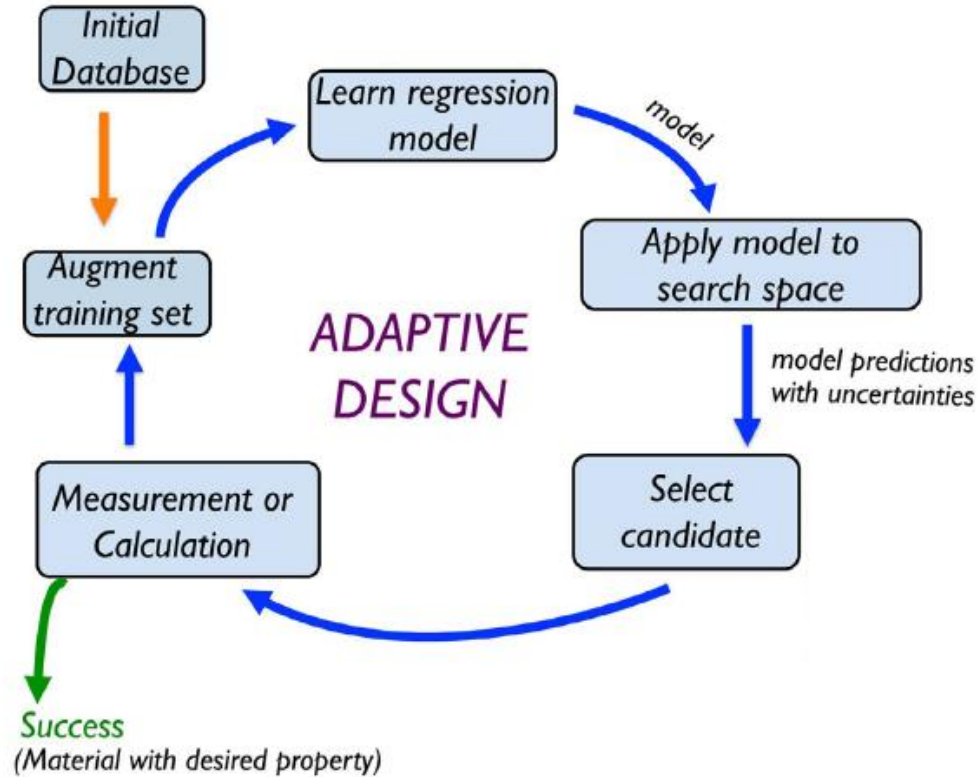 Initial
Database
Learn regression
model
model
Apply model to
search space
Augment
training set
ADAPTIVE
DESIGN
model predictions
with uncertainties
Measurement or
Calculation
Select
candidate
Success
(Material with desired property)